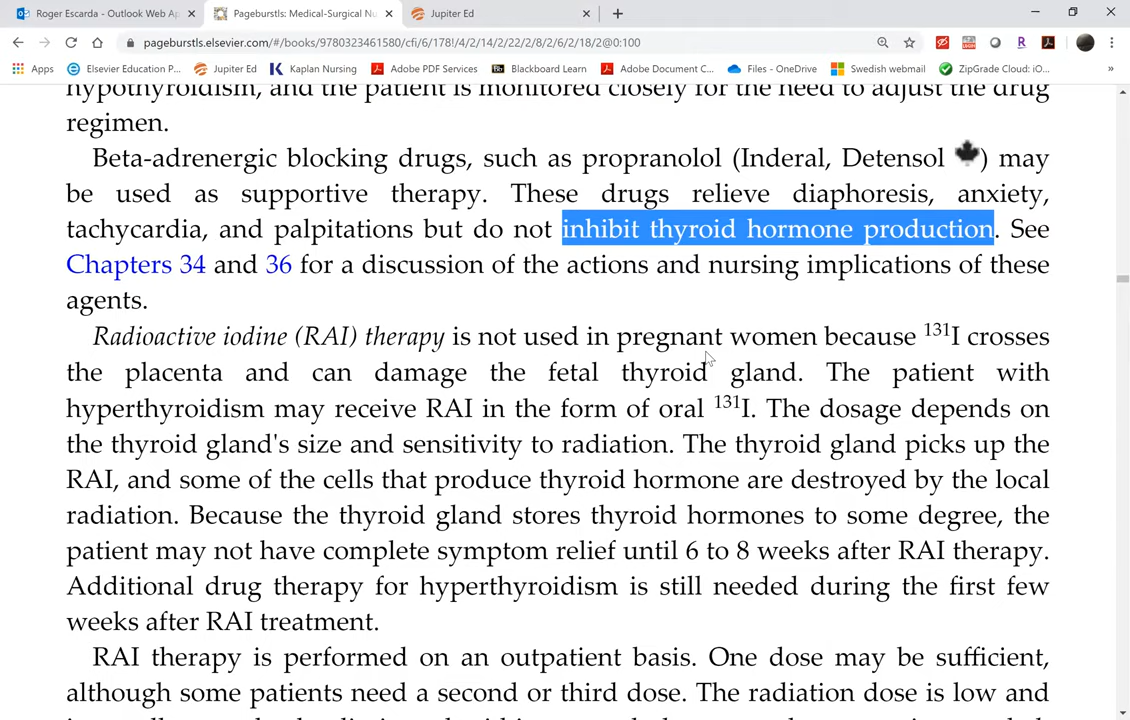 Roger Escarda - Outlook Web Ap
Pageburstls: Medical-Surgical Nu
Jupiter Ed
pageburstls.elsevier.com/#/books/9780323461580/cfi/6/178!/4/2/14/2/22/2/8/2/6/2/18/2@0:100
Apps
Elsevier Education P...
Jupiter Ed
Kaplan Nursing
Adobe PDF Services
Blackboard Learn
Adobe Document C...
Files - OneDrive
Swedish webmail
ZipGrade Cloud: iO...
»
hypothyroidism, and the patient is monitored closely for the need to adjust the drug
regimen.
Beta-adrenergic blocking drugs, such as propranolol (Inderal, Detensol ) may
be used as supportive therapy. These drugs relieve diaphoresis, anxiety,
tachycardia, and palpitations but do not inhibit thyroid hormone production. See
Chapters 34 and 36 for a discussion of the actions and nursing implications of these
agents.
Radioactive iodine (RAI) therapy is not used in pregnant women because ¹³¹I crosses
the placenta and can damage the fetal thyroid gland. The patient with
hyperthyroidism may receive RAI in the form of oral ¹³¹I. The dosage depends on
the thyroid gland's size and sensitivity to radiation. The thyroid gland picks up the
RAI, and some of the cells that produce thyroid hormone are destroyed by the local
radiation. Because the thyroid gland stores thyroid hormones to some degree, the
patient may not have complete symptom relief until 6 to 8 weeks after RAI therapy.
Additional drug therapy for hyperthyroidism is still needed during the first few
weeks after RAI treatment.
RAI therapy is performed on an outpatient basis. One dose may be sufficient,
although some patients need a second or third dose. The radiation dose is low and